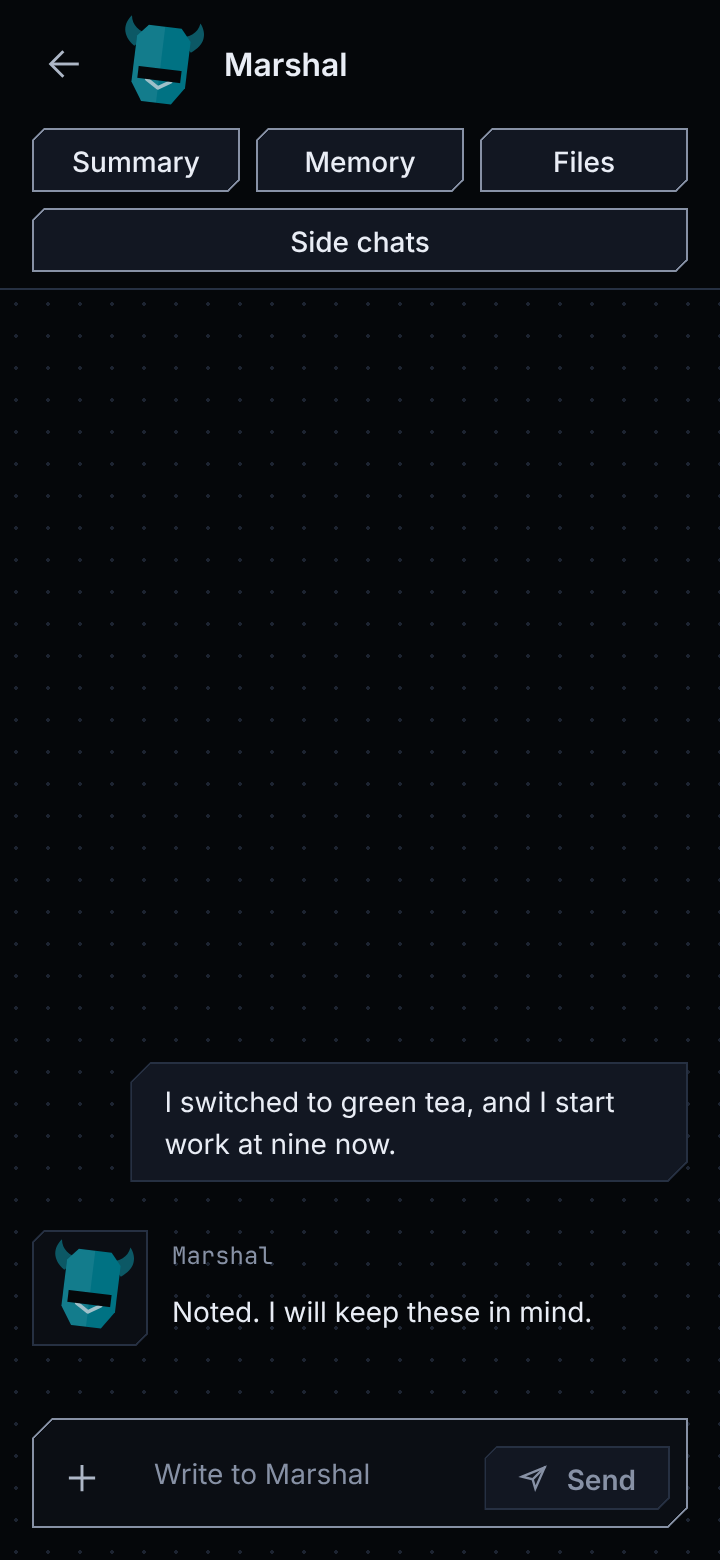 Marshal
Summary
Memory
Files
Side chats
I switched to green tea, and I start
work at nine now.
Marshal
Noted. I will keep these in mind.
Write to Marshal
Send